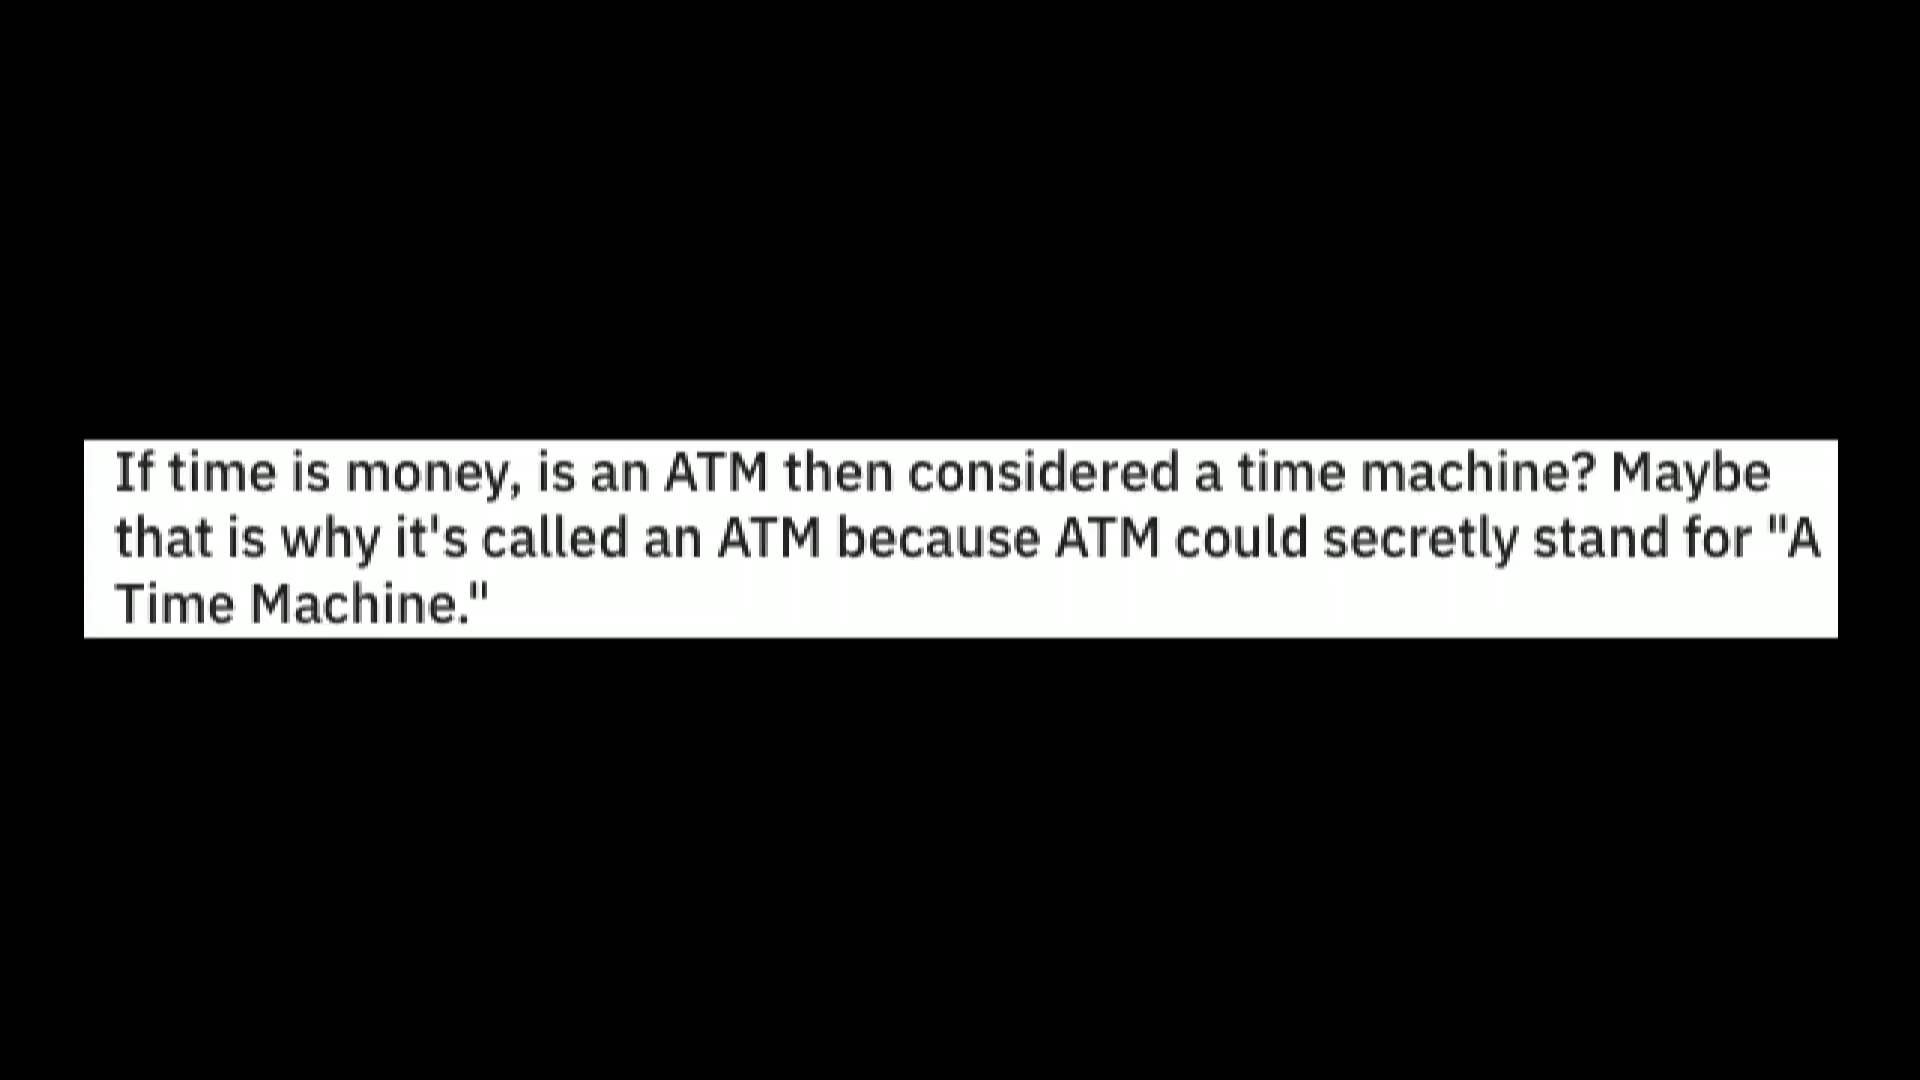 If time is money, is an ATM then considered a time machine? Maybe
that is why it's called an ATM because ATM could secretly stand for "A
Time Machine."